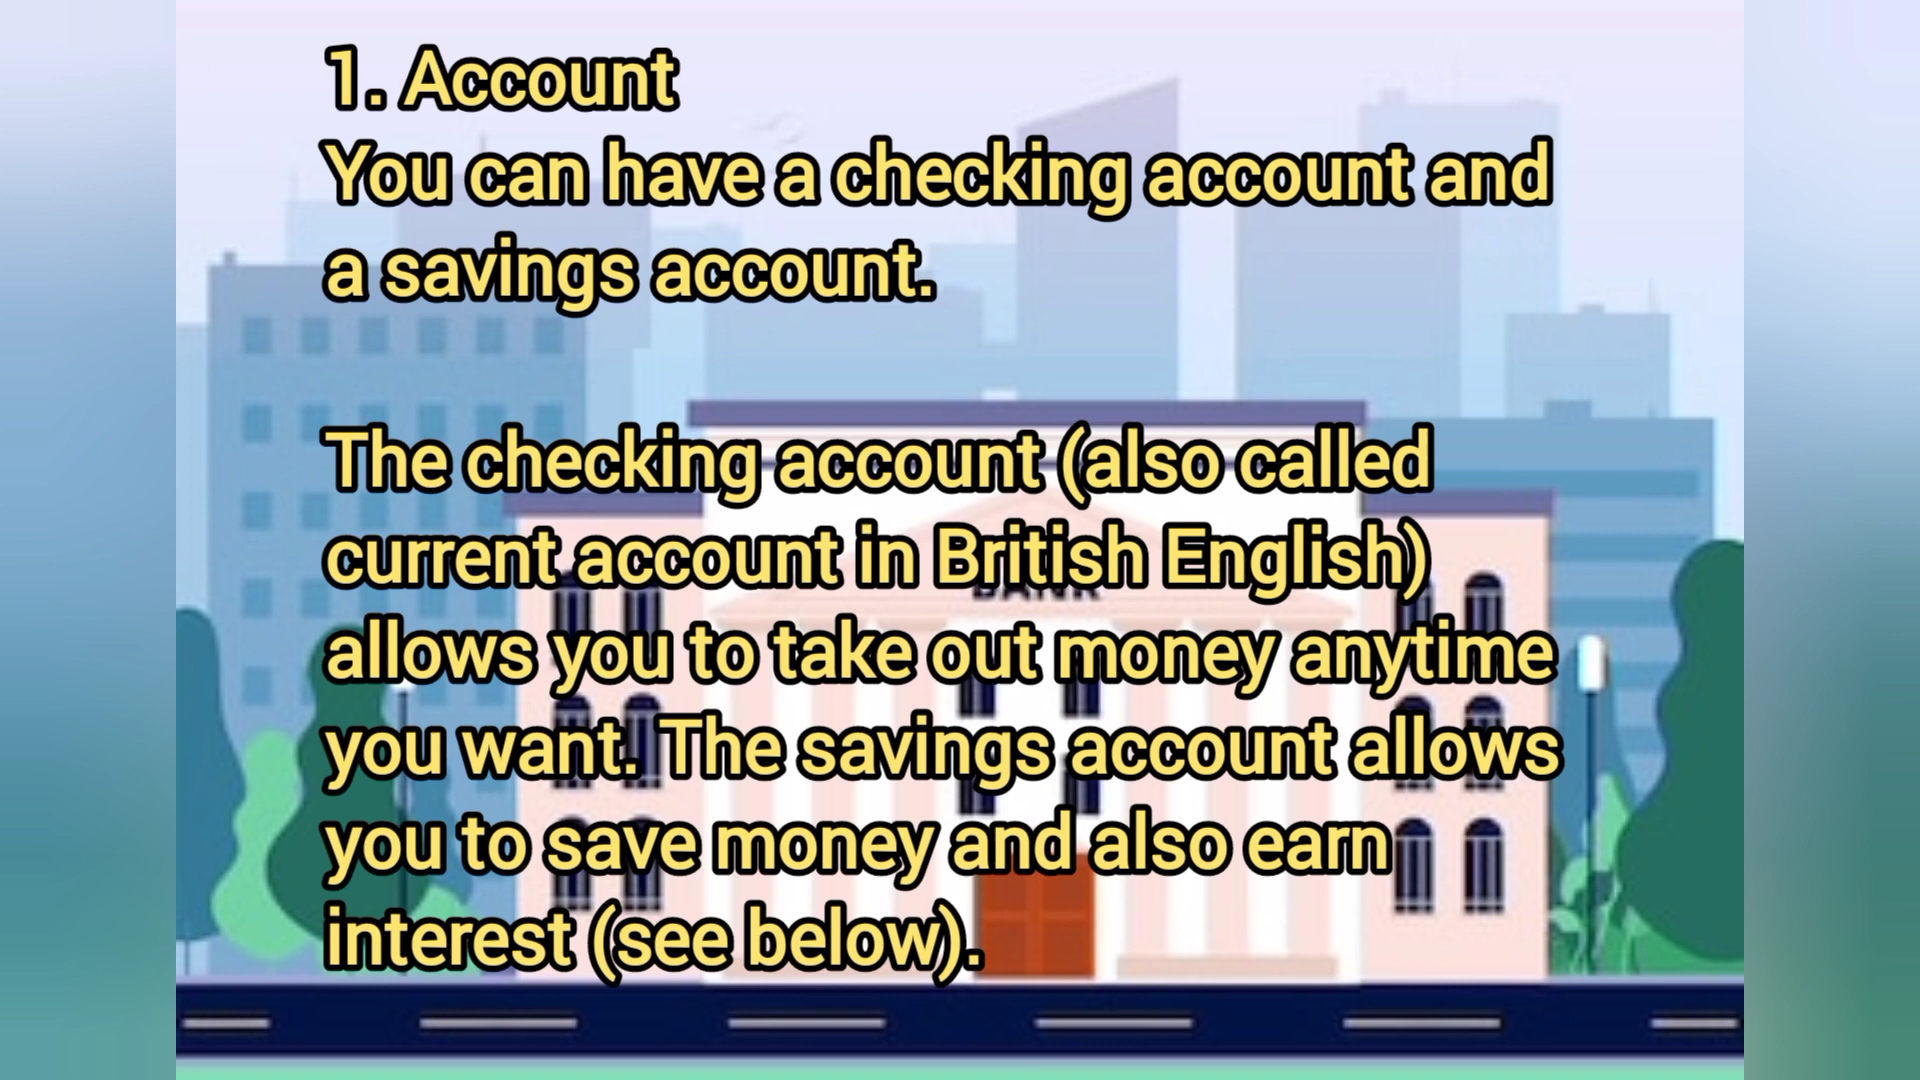 1. Account
You can have a checking account and
a savings account.
The checking account (also called
current account in British English)
allows you to take out money anytime
you want. The savings account allows
you to save money and also earn
interest (see below).
BANK